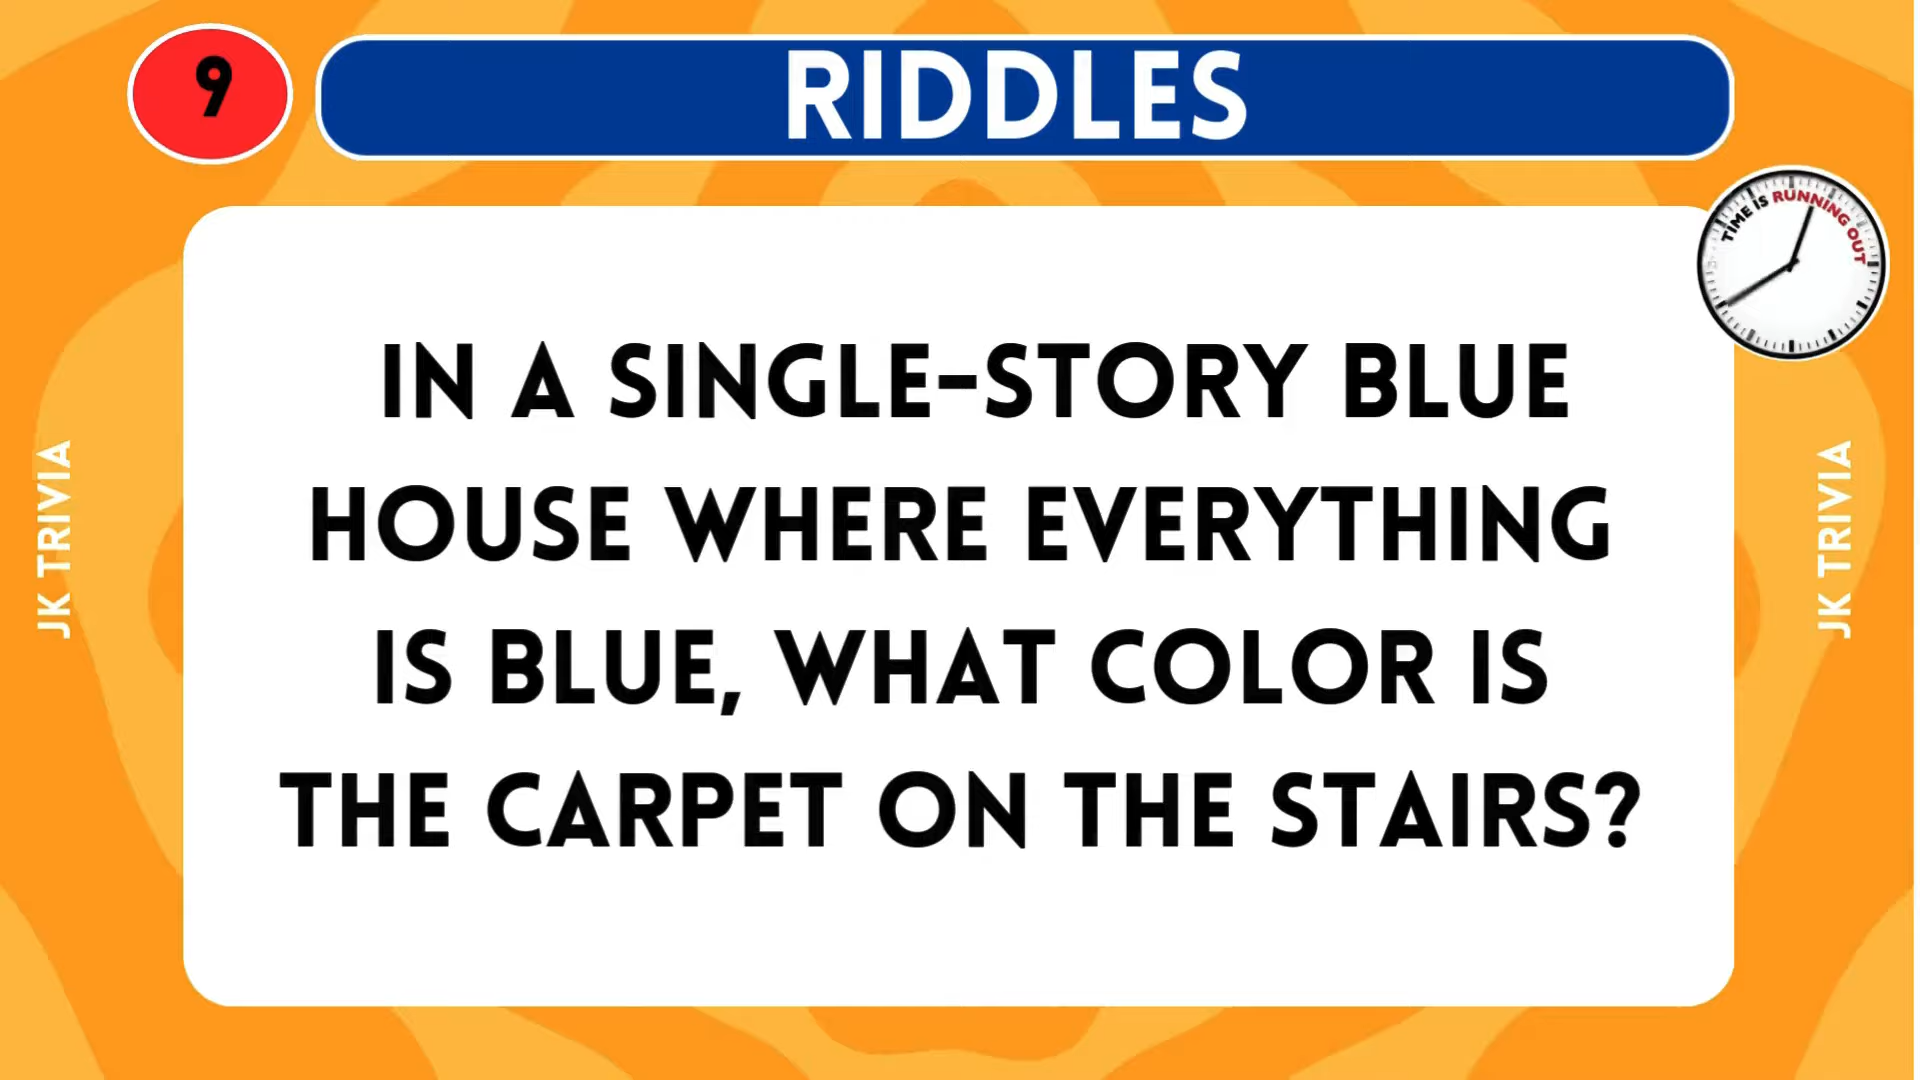 9
RIDDLES
TIME IS RUNNING OUT
IN A SINGLE-STORY BLUE
HOUSE WHERE EVERYTHING
IS BLUE, WHAT COLOR IS
THE CARPET ON THE STAIRS?
JK TRIVIA
JK TRIVIA